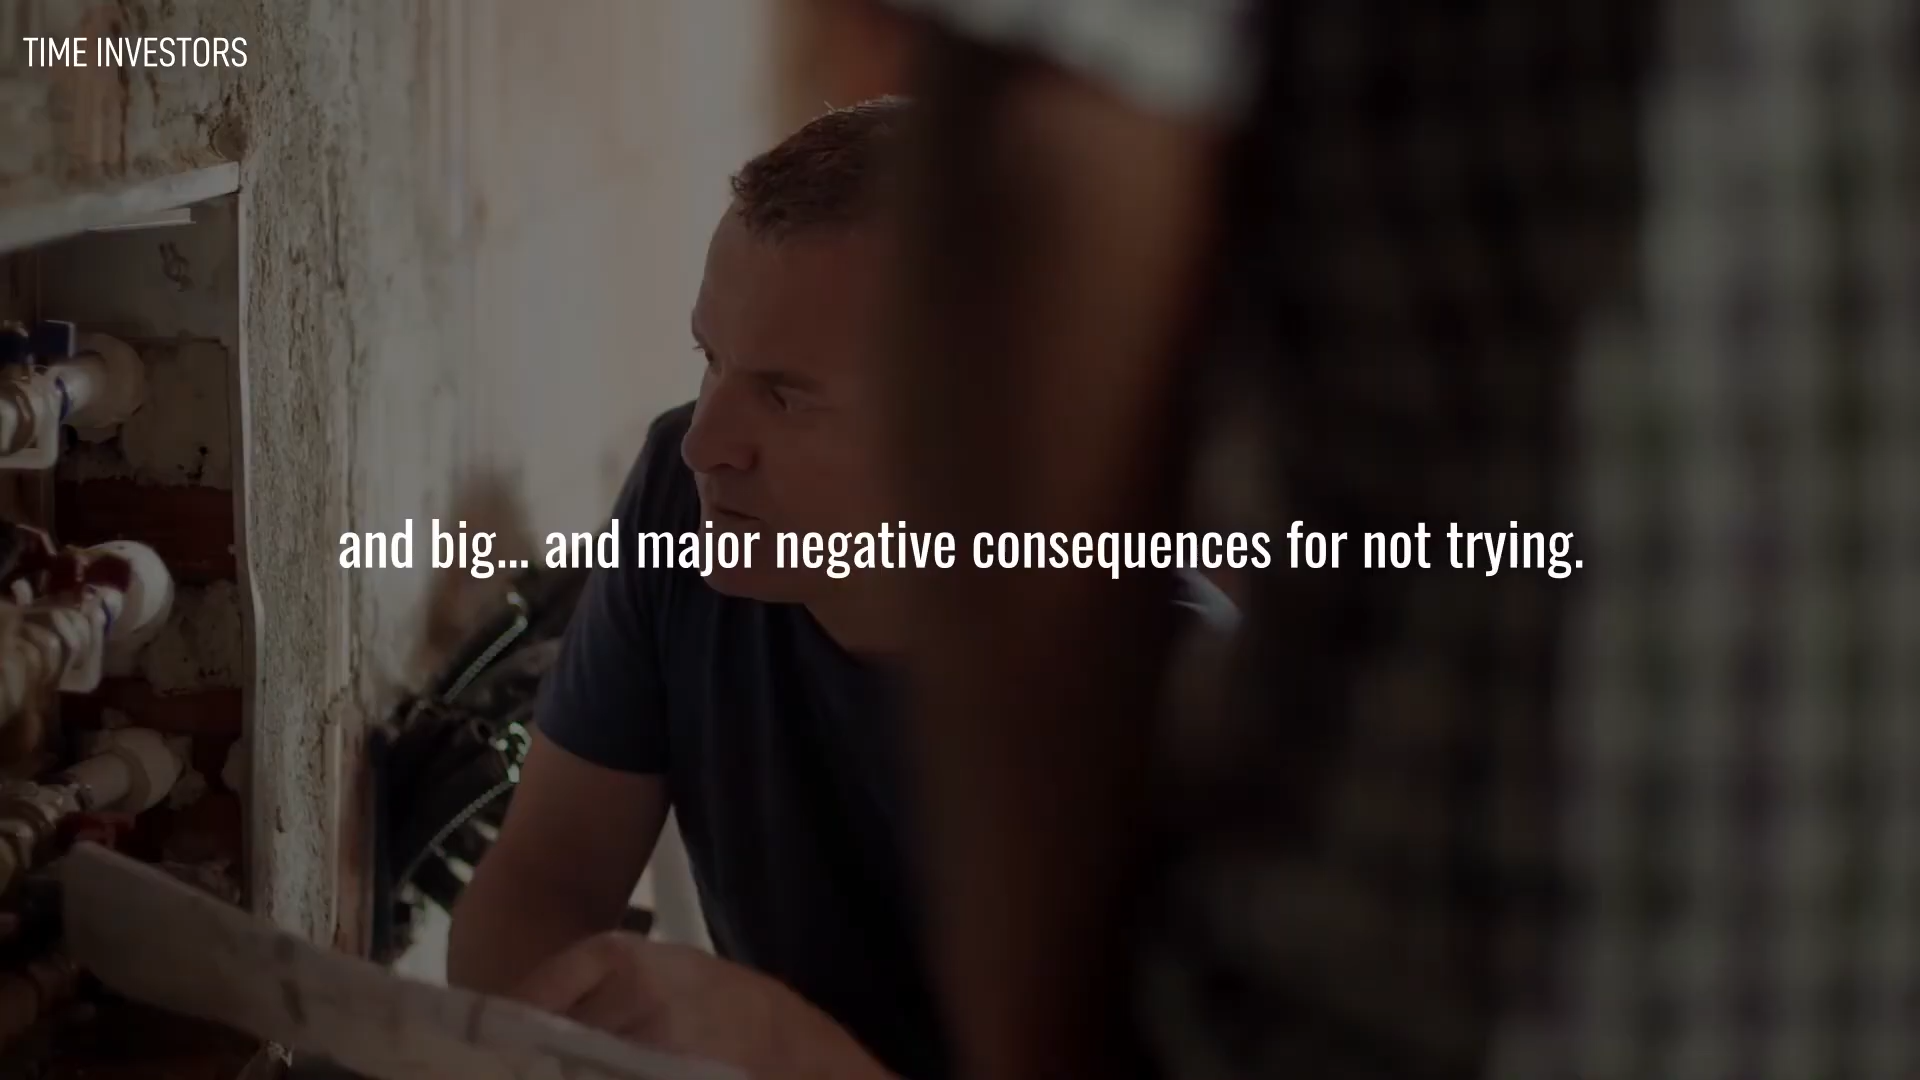 TIME INVESTORS
and big... and major negative consequences for not trying.